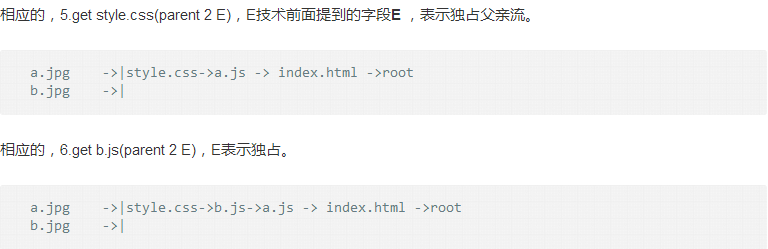 相应的，5.get style.css(parent 2 E)，E技术前面提到的字段E ，表示独占父亲流。
a.jpg    ->|style.css->a.js -> index.html ->root
b.jpg    ->|
相应的，6.get b.js(parent 2 E)，E表示独占。
a.jpg    ->|style.css->b.js->a.js -> index.html ->root
b.jpg    ->|